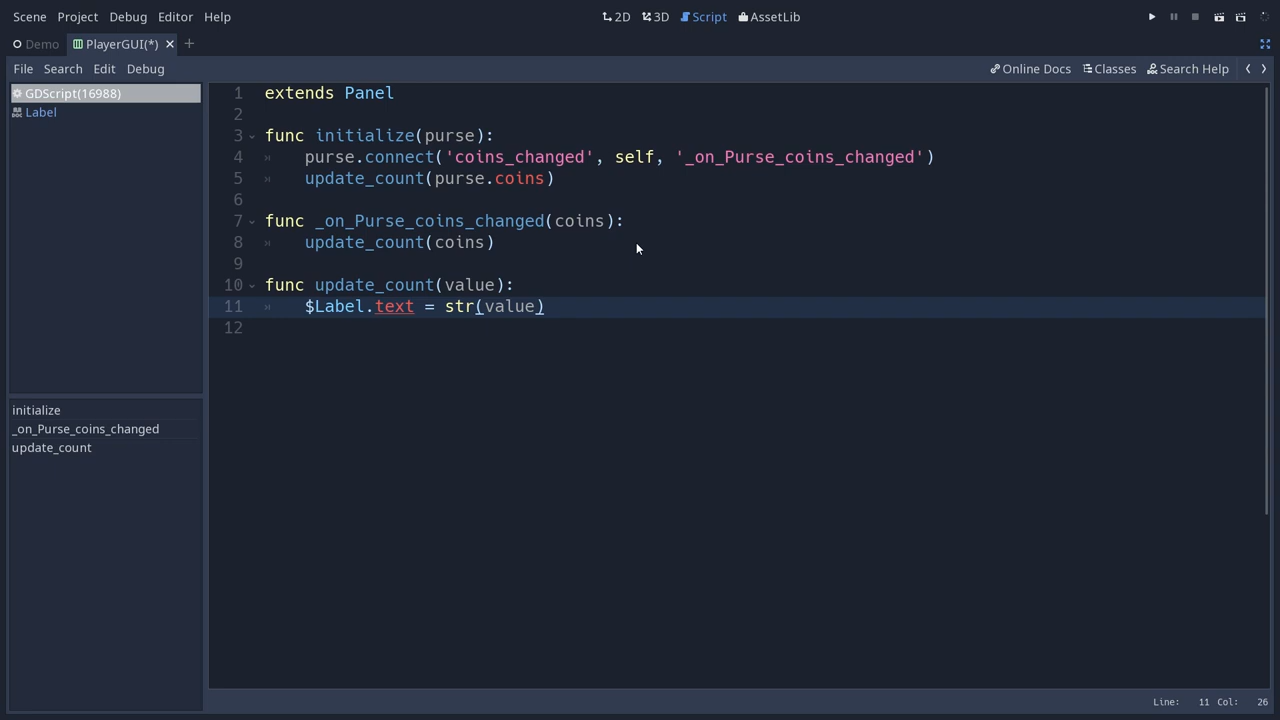 Scene Project Debug Editor Help 2D 3D Script AssetLib
Demo PlayerGUI(*)
File Search Edit Debug Online Docs Classes Search Help
GDScript(16988)
Label
initialize
_on_Purse_coins_changed
update_count
1 extends Panel
2
3 func initialize(purse):
4 purse.connect('coins_changed', self, '_on_Purse_coins_changed')
5 update_count(purse.coins)
6
7 func _on_Purse_coins_changed(coins):
8 update_count(coins)
9
10 func update_count(value):
11 $Label.text = str(value)
12
Line: 11 Col: 26